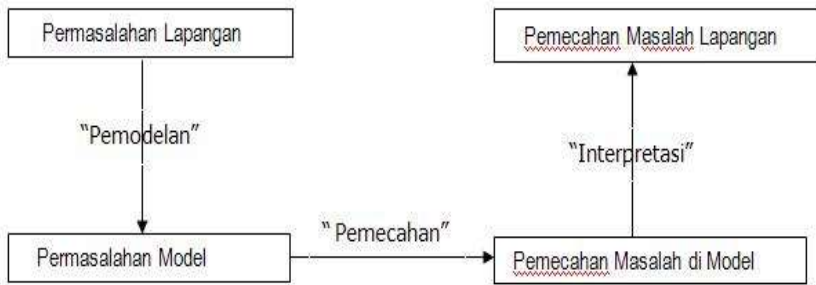 Permasalahan Lapangan
Pemecahan Masalah Lapangan
“Pemodelan”
“Interpretasi”
“ Pemecahan”
Permasalahan Model
Pemecahan Masalah di Model